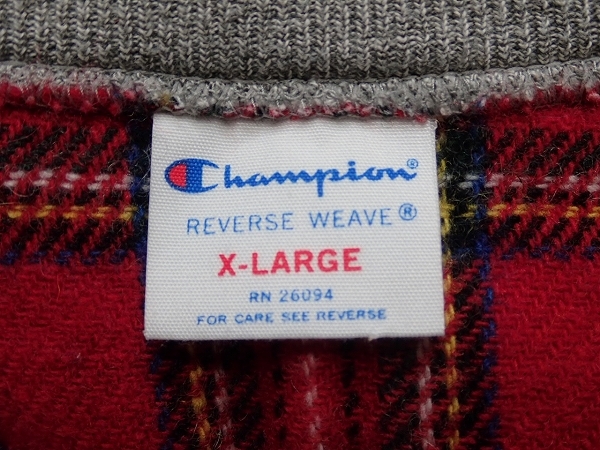 Champion®
REVERSE WEAVE®
X-LARGE
RN 26094
FOR CARE SEE REVERSE